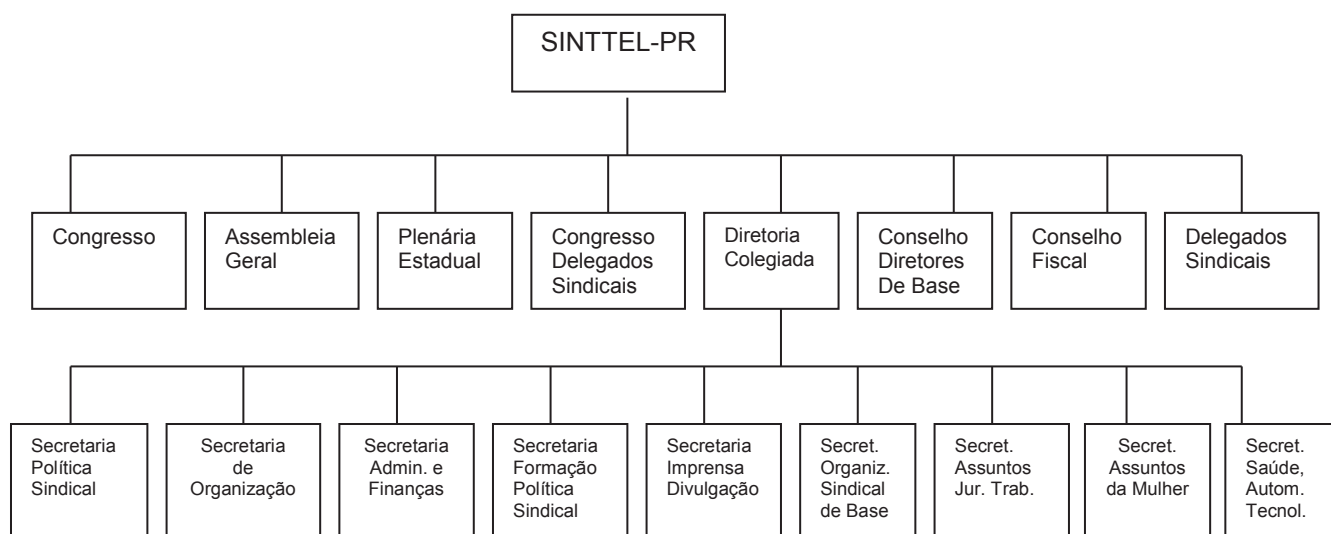 SINTTEL-PR
Congresso
Assembleia
Geral
Plenária
Estadual
Congresso
Delegados
Sindicais
Diretoria
Colegiada
Conselho
Diretores
De Base
Conselho
Fiscal
Delegados
Sindicais
Secretaria
Política
Sindical
Secretaria
de
Organização
Secretaria
Admin. e
Finanças
Secretaria
Formação
Política
Sindical
Secretaria
Imprensa
Divulgação
Secret.
Organiz.
Sindical
de Base
Secret.
Assuntos
Jur. Trab.
Secret.
Assuntos
da Mulher
Secret.
Saúde,
Autom.
Tecnol.